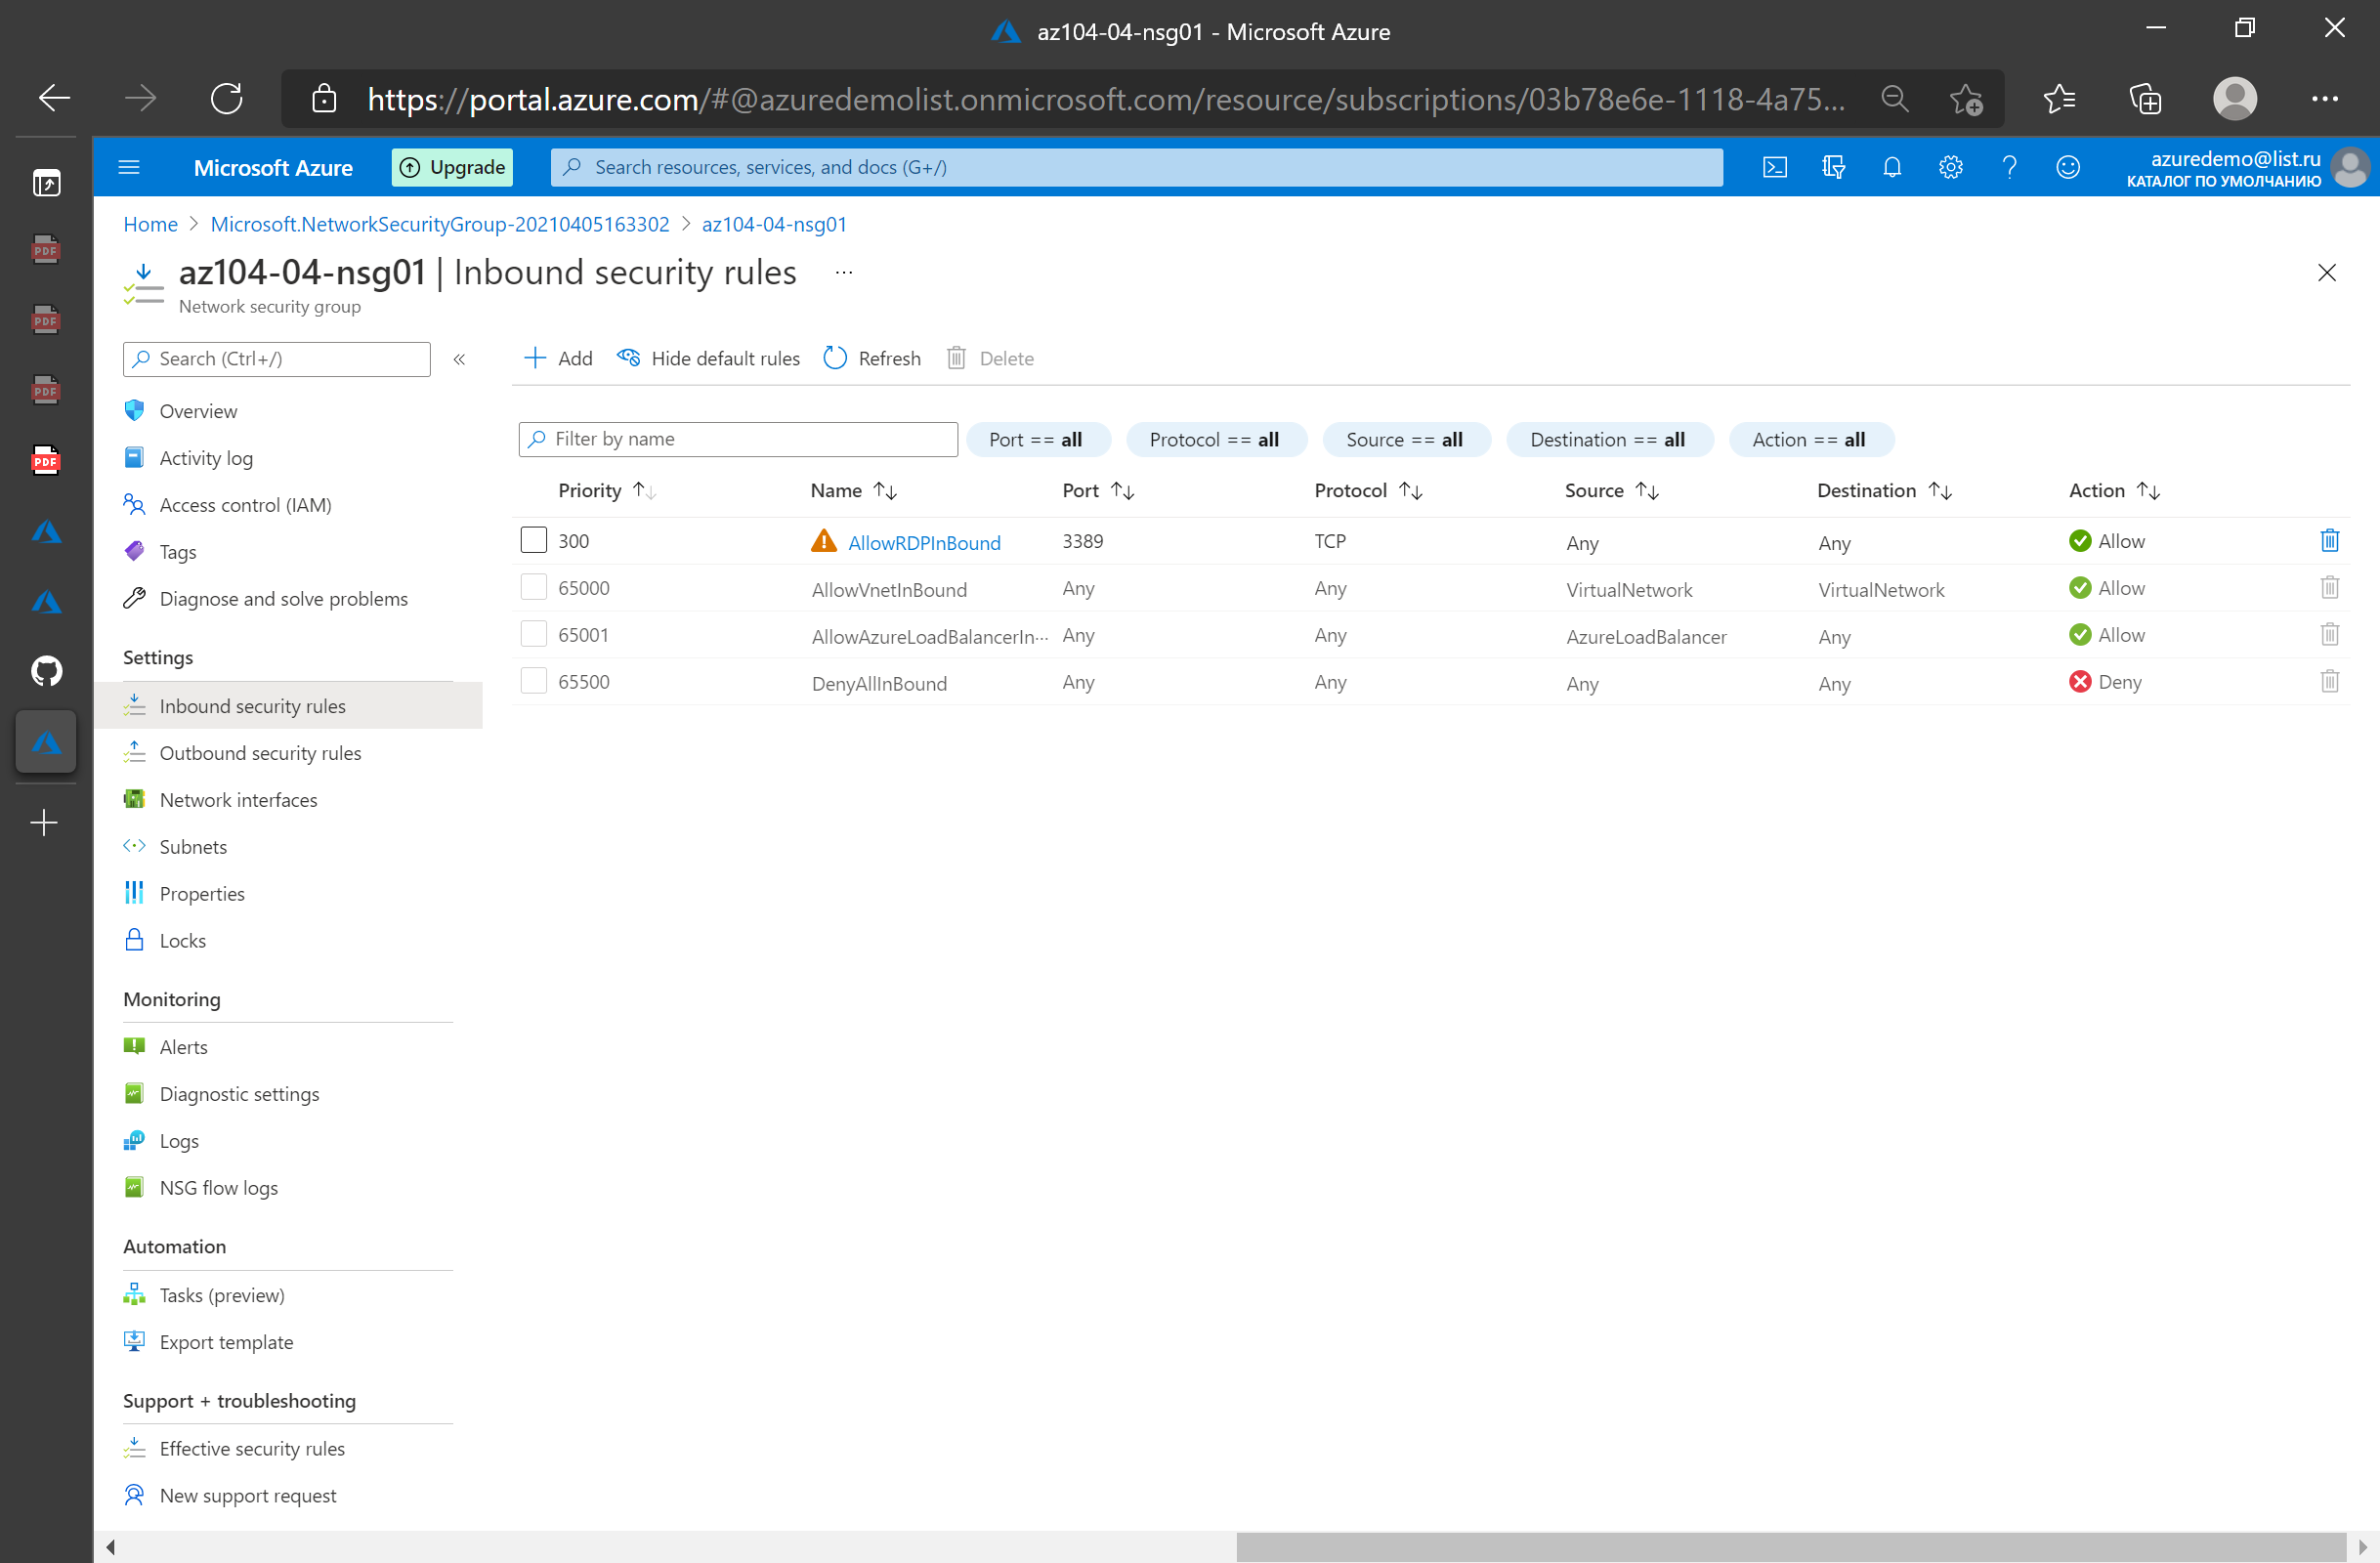 az104-04-nsg01 - Microsoft Azure
https://portal.azure.com/#@azuredemolist.onmicrosoft.com/resource/subscriptions/03b78e6e-1118-4a75...
Microsoft Azure
Upgrade
Search resources, services, and docs (G+/)
azuredemo@list.ru
КАТАЛОГ ПО УМОЛЧАНИЮ
Home > Microsoft.NetworkSecurityGroup-20210405163302 > az104-04-nsg01
az104-04-nsg01 | Inbound security rules ...
Network security group
Search (Ctrl+/) «
Add Hide default rules Refresh Delete
Filter by name Port == all Protocol == all Source == all Destination == all Action == all
Priority ↑↓ Name ↑↓ Port ↑↓ Protocol ↑↓ Source ↑↓ Destination ↑↓ Action ↑↓
300 AllowRDPInBound 3389 TCP Any Any Allow
65000 AllowVnetInBound Any Any VirtualNetwork VirtualNetwork Allow
65001 AllowAzureLoadBalancerIn... Any Any AzureLoadBalancer Any Allow
65500 DenyAllInBound Any Any Any Any Deny
Overview
Activity log
Access control (IAM)
Tags
Diagnose and solve problems
Settings
Inbound security rules
Outbound security rules
Network interfaces
Subnets
Properties
Locks
Monitoring
Alerts
Diagnostic settings
Logs
NSG flow logs
Automation
Tasks (preview)
Export template
Support + troubleshooting
Effective security rules
New support request
PDF
PDF
PDF
PDF